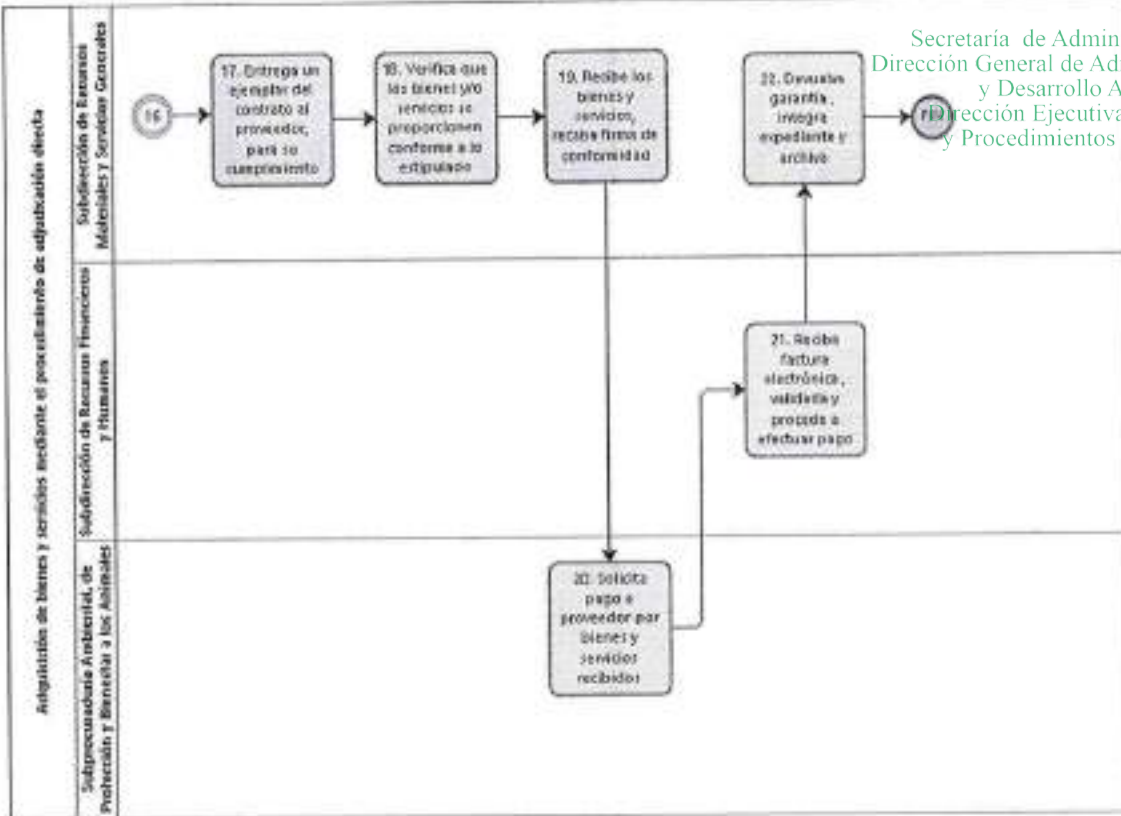 Secretaría de Admin
Dirección General de Ad
y Desarrollo A
Dirección Ejecutiva
y Procedimientos
Adquisición de bienes y servicios mediante el procedimiento de adjudicación directa
Subdirección de Recursos
Materiales y Servicios Generales
16
17. Entrega un
ejemplar del
contrato al
proveedor,
para su
cumplimiento
18. Verifica que
los bienes y/o
servicios se
proporcionen
conforme a lo
estipulado
19. Recibe los
bienes y
servicios,
recaba firma de
conformidad
22. Devuelve
garantía,
integra
expediente y
archivo
Subdirección de Recursos Financieros
y Humanos
21. Recibe
factura
electrónica,
validarla y
procede a
efectuar pago
Subprocuraduría Ambiental, de
Protección y Bienestar a los Animales
20. Solicita
pago a
proveedor por
bienes y
servicios
recibidos